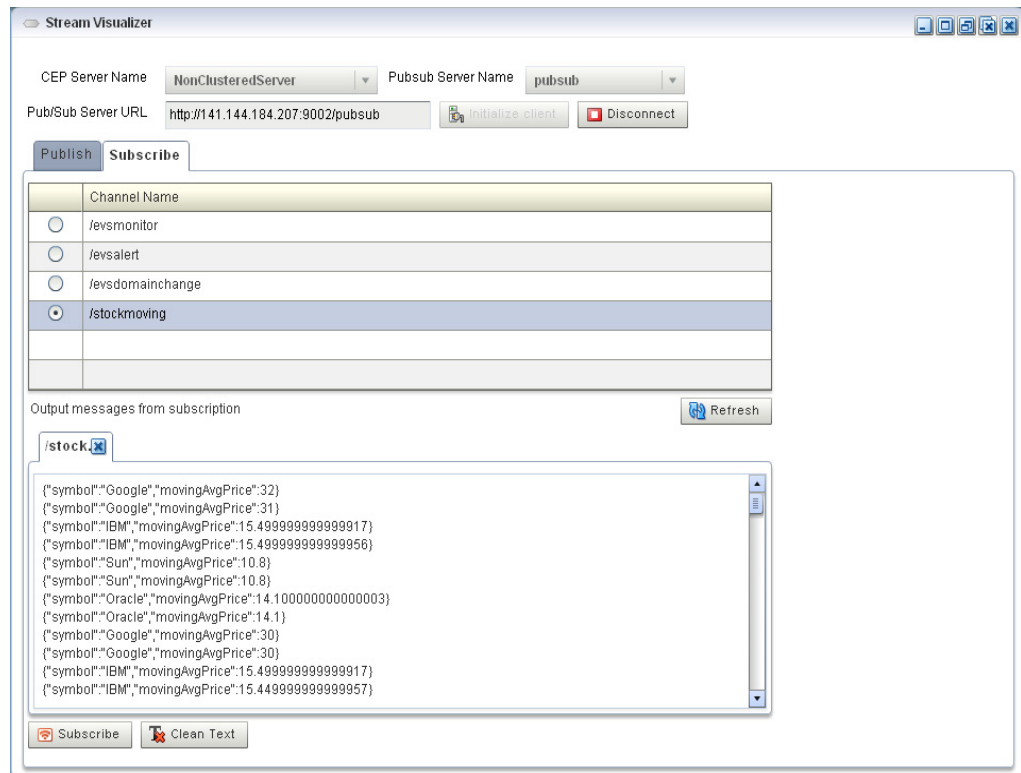 Stream Visualizer
CEP Server Name NonClusteredServer Pubsub Server Name pubsub
Pub/Sub Server URL http://141.144.184.207:9002/pubsub Initialize client Disconnect
Publish Subscribe
Channel Name
/evsmonitor
/evsalert
/evsdomainchange
/stockmoving
Output messages from subscription Refresh
/stock.
{"symbol":"Google","movingAvgPrice":32}
{"symbol":"Google","movingAvgPrice":31}
{"symbol":"IBM","movingAvgPrice":15.499999999999917}
{"symbol":"IBM","movingAvgPrice":15.499999999999956}
{"symbol":"Sun","movingAvgPrice":10.8}
{"symbol":"Sun","movingAvgPrice":10.8}
{"symbol":"Oracle","movingAvgPrice":14.100000000000003}
{"symbol":"Oracle","movingAvgPrice":14.1}
{"symbol":"Google","movingAvgPrice":30}
{"symbol":"Google","movingAvgPrice":30}
{"symbol":"IBM","movingAvgPrice":15.499999999999917}
{"symbol":"IBM","movingAvgPrice":15.449999999999957}
Subscribe Clean Text